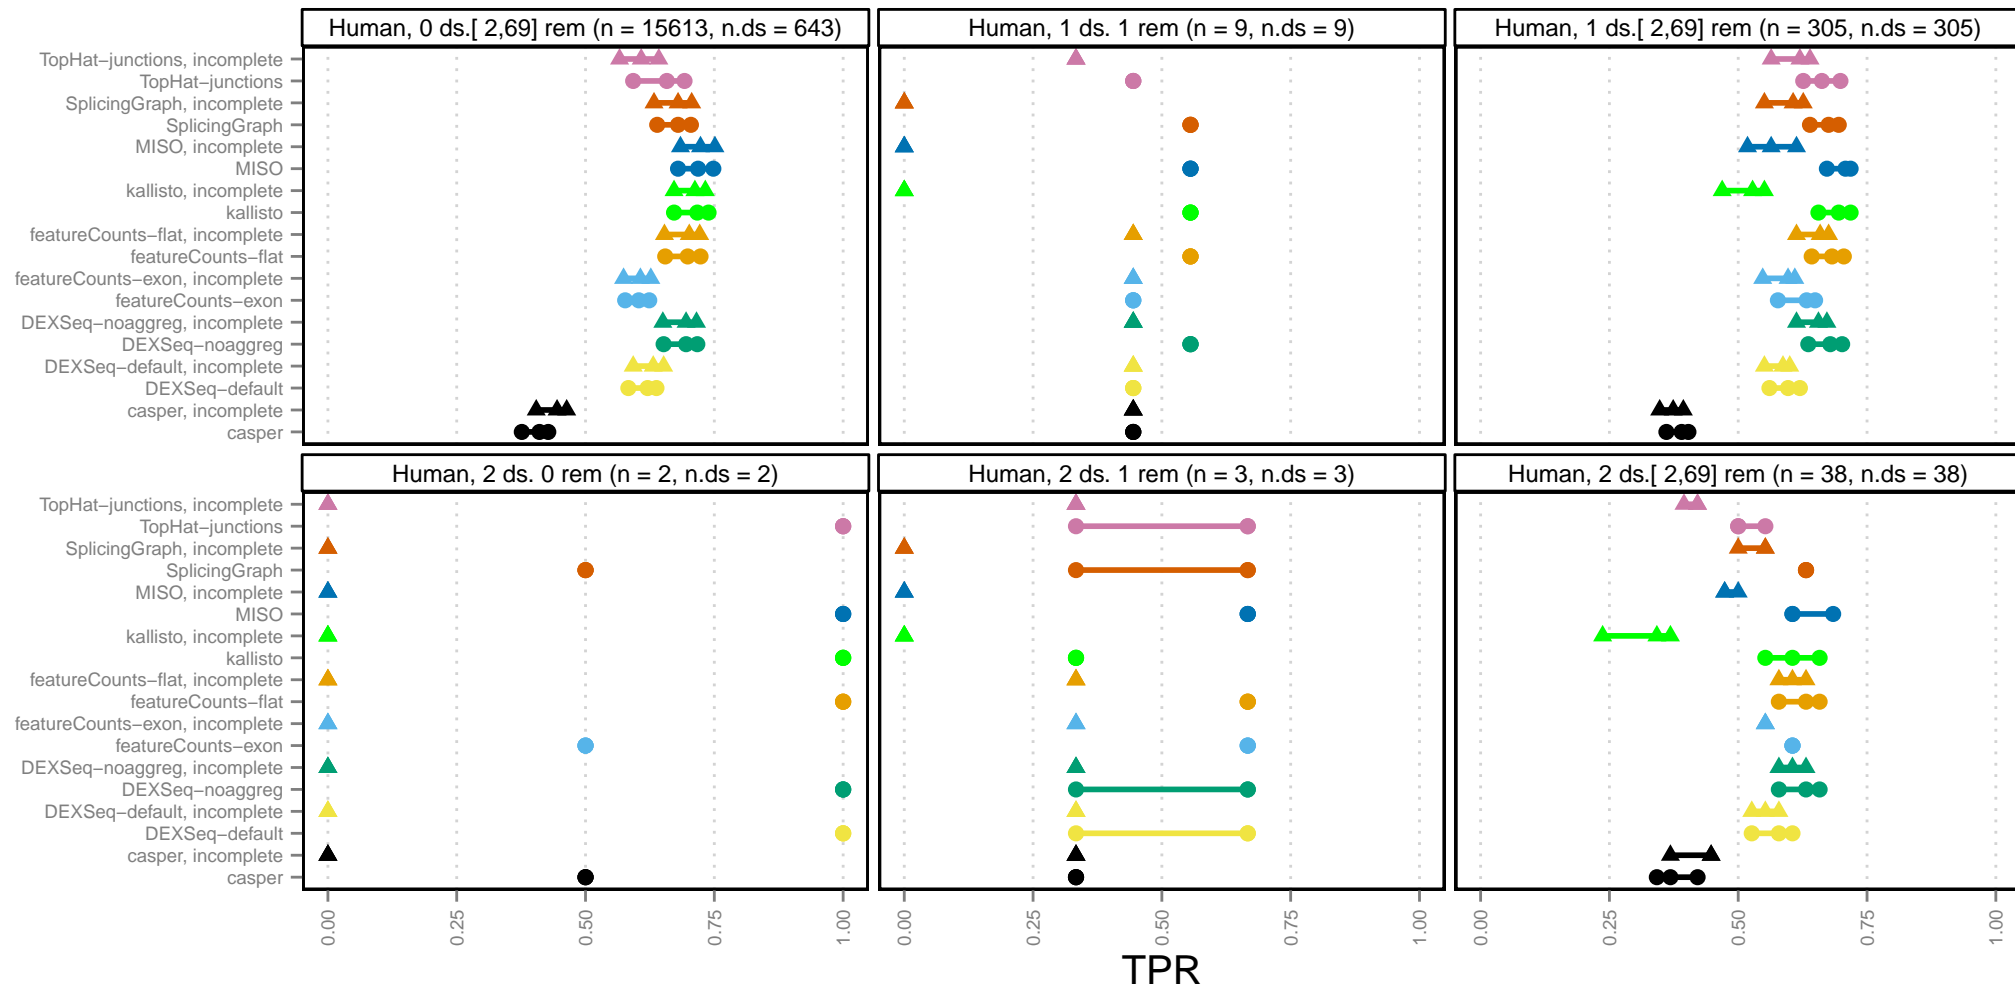 Human, 0 ds.[ 2,69] rem (n = 15613, n.ds = 643)
Human, 1 ds. 1 rem (n = 9, n.ds = 9)
Human, 1 ds.[ 2,69] rem (n = 305, n.ds = 305)
TopHat−junctions, incomplete
TopHat−junctions
SplicingGraph, incomplete
SplicingGraph
MISO, incomplete
MISO
kallisto, incomplete
kallisto
featureCounts−flat, incomplete
featureCounts−flat
featureCounts−exon, incomplete
featureCounts−exon
DEXSeq−noaggreg, incomplete
DEXSeq−noaggreg
DEXSeq−default, incomplete
DEXSeq−default
casper, incomplete
casper
Human, 2 ds. 0 rem (n = 2, n.ds = 2)
Human, 2 ds. 1 rem (n = 3, n.ds = 3)
Human, 2 ds.[ 2,69] rem (n = 38, n.ds = 38)
TopHat−junctions, incomplete
TopHat−junctions
SplicingGraph, incomplete
SplicingGraph
MISO, incomplete
MISO
kallisto, incomplete
kallisto
featureCounts−flat, incomplete
featureCounts−flat
featureCounts−exon, incomplete
featureCounts−exon
DEXSeq−noaggreg, incomplete
DEXSeq−noaggreg
DEXSeq−default, incomplete
DEXSeq−default
casper, incomplete
casper
0.00
0.25
0.50
0.75
1.00
0.00
0.25
0.50
0.75
1.00
0.00
0.25
0.50
0.75
1.00
TPR